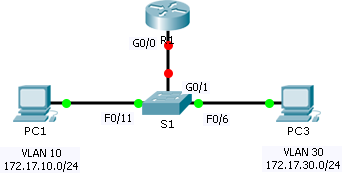 R1
G0/0
G0/1
F0/11
S1
F0/6
PC1
PC3
VLAN 10
172.17.10.0/24
VLAN 30
172.17.30.0/24